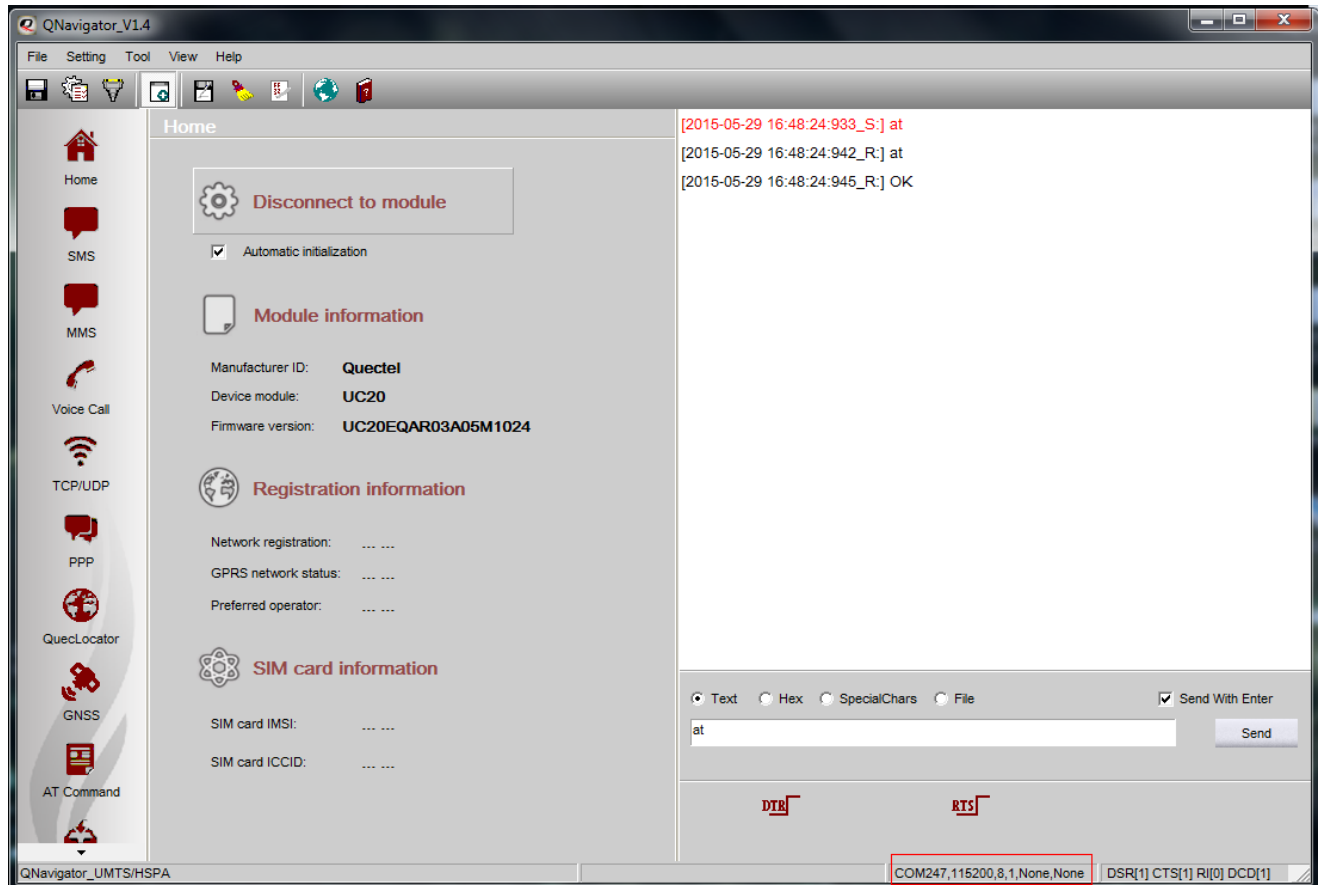 QNavigator_V1.4
File Setting Tool View Help
Home
SMS
MMS
Voice Call
TCP/UDP
PPP
QuecLocator
GNSS
AT Command
Home
Disconnect to module
Automatic initialization
Module information
Manufacturer ID: Quectel
Device module: UC20
Firmware version: UC20EQAR03A05M1024
Registration information
Network registration: --- ---
GPRS network status: --- ---
Preferred operator: --- ---
SIM card information
SIM card IMSI: --- ---
SIM card ICCID: --- ---
[2015-05-29 16:48:24:933_S:] at
[2015-05-29 16:48:24:942_R:] at
[2015-05-29 16:48:24:945_R:] OK
Text Hex SpecialChars File Send With Enter
at
Send
DTR RTS
QNavigator_UMTS/HSPA COM247,115200,8,1,None,None DSR[1] CTS[1] RI[0] DCD[1]